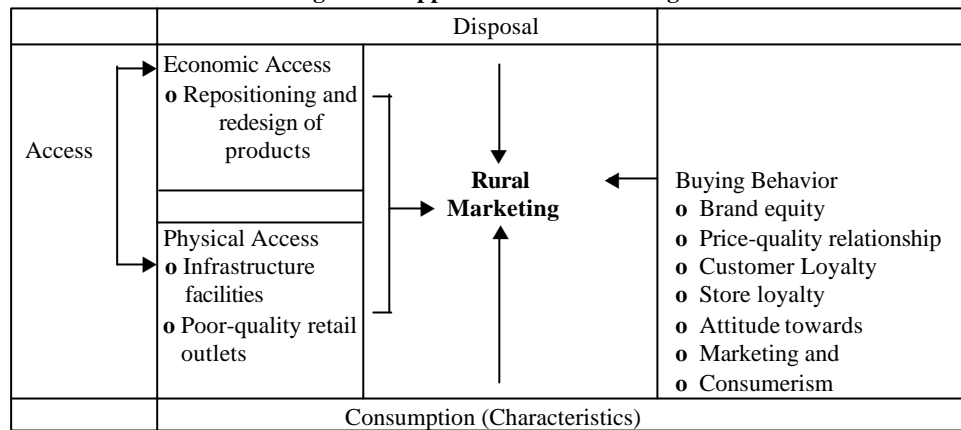 Disposal
Access
Economic Access
o Repositioning and
redesign of
products
Physical Access
o Infrastructure
facilities
o Poor-quality retail
outlets
Rural
Marketing
Buying Behavior
o Brand equity
o Price-quality relationship
o Customer Loyalty
o Store loyalty
o Attitude towards
o Marketing and
o Consumerism
Consumption (Characteristics)